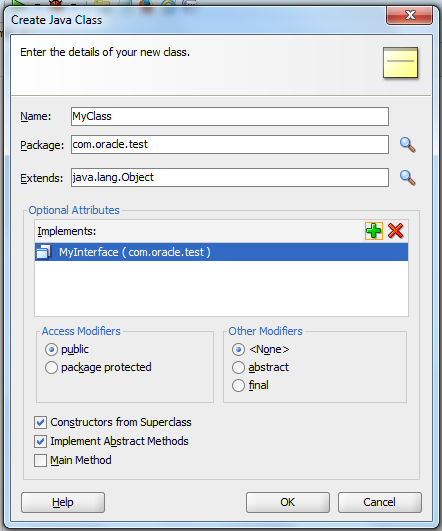 Create Java Class
Enter the details of your new class.
Name: MyClass
Package: com.oracle.test
Extends: java.lang.Object
Optional Attributes
Implements:
MyInterface ( com.oracle.test )
Access Modifiers
public
package protected
Other Modifiers
<None>
abstract
final
Constructors from Superclass
Implement Abstract Methods
Main Method
Help OK Cancel